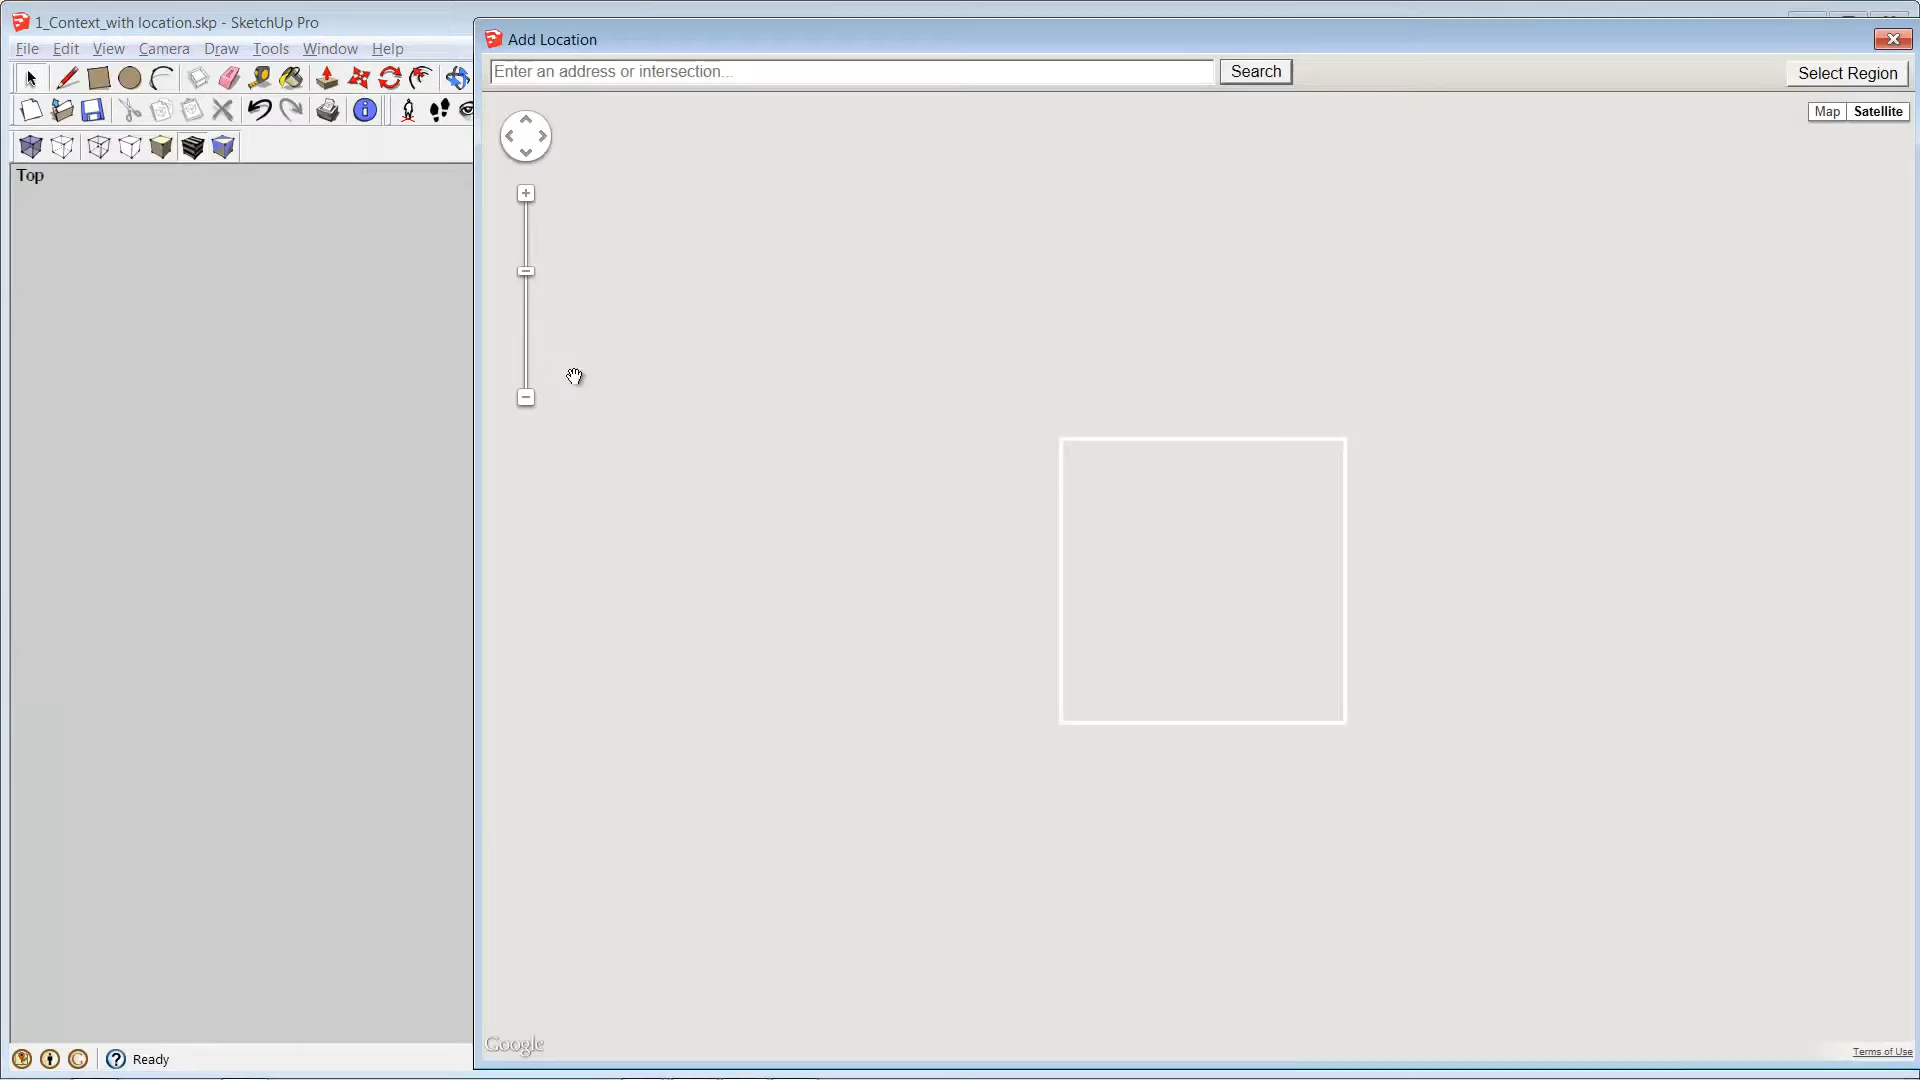 1_Context_with location.skp - SketchUp Pro
File Edit View Camera Draw Tools Window Help
Top
Ready
Add Location
Enter an address or intersection...
Search
Select Region
Map
Satellite
Google
Terms of Use